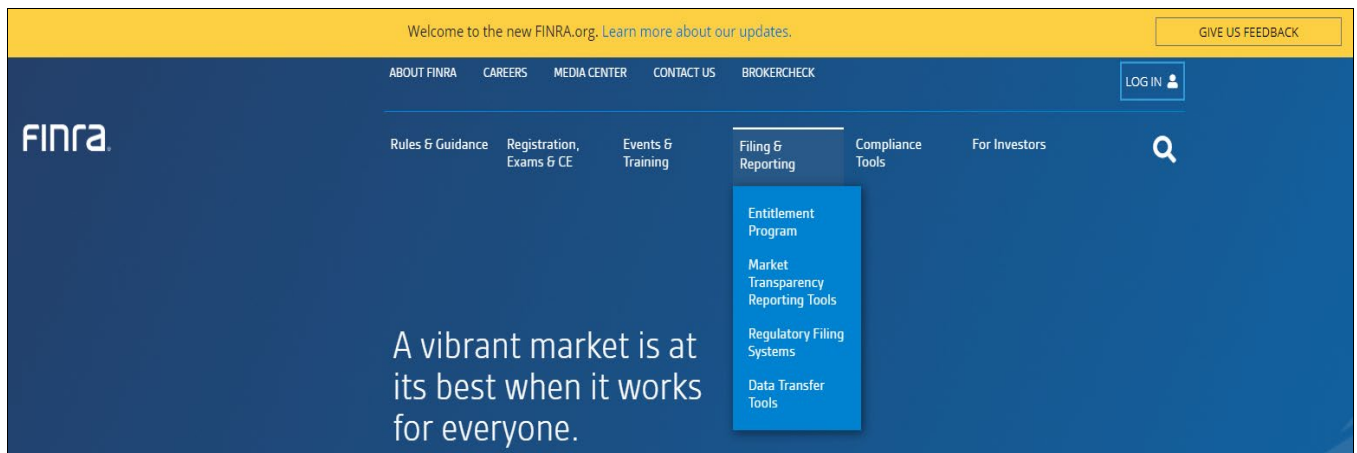 Welcome to the new FINRA.org. Learn more about our updates.
GIVE US FEEDBACK
ABOUT FINRA CAREERS MEDIA CENTER CONTACT US BROKERCHECK
LOG IN
FINRA.
Rules & Guidance
Registration,
Exams & CE
Events &
Training
Filing &
Reporting
Compliance
Tools
For Investors
Entitlement
Program
Market
Transparency
Reporting Tools
Regulatory Filing
Systems
Data Transfer
Tools
A vibrant market is at
its best when it works
for everyone.